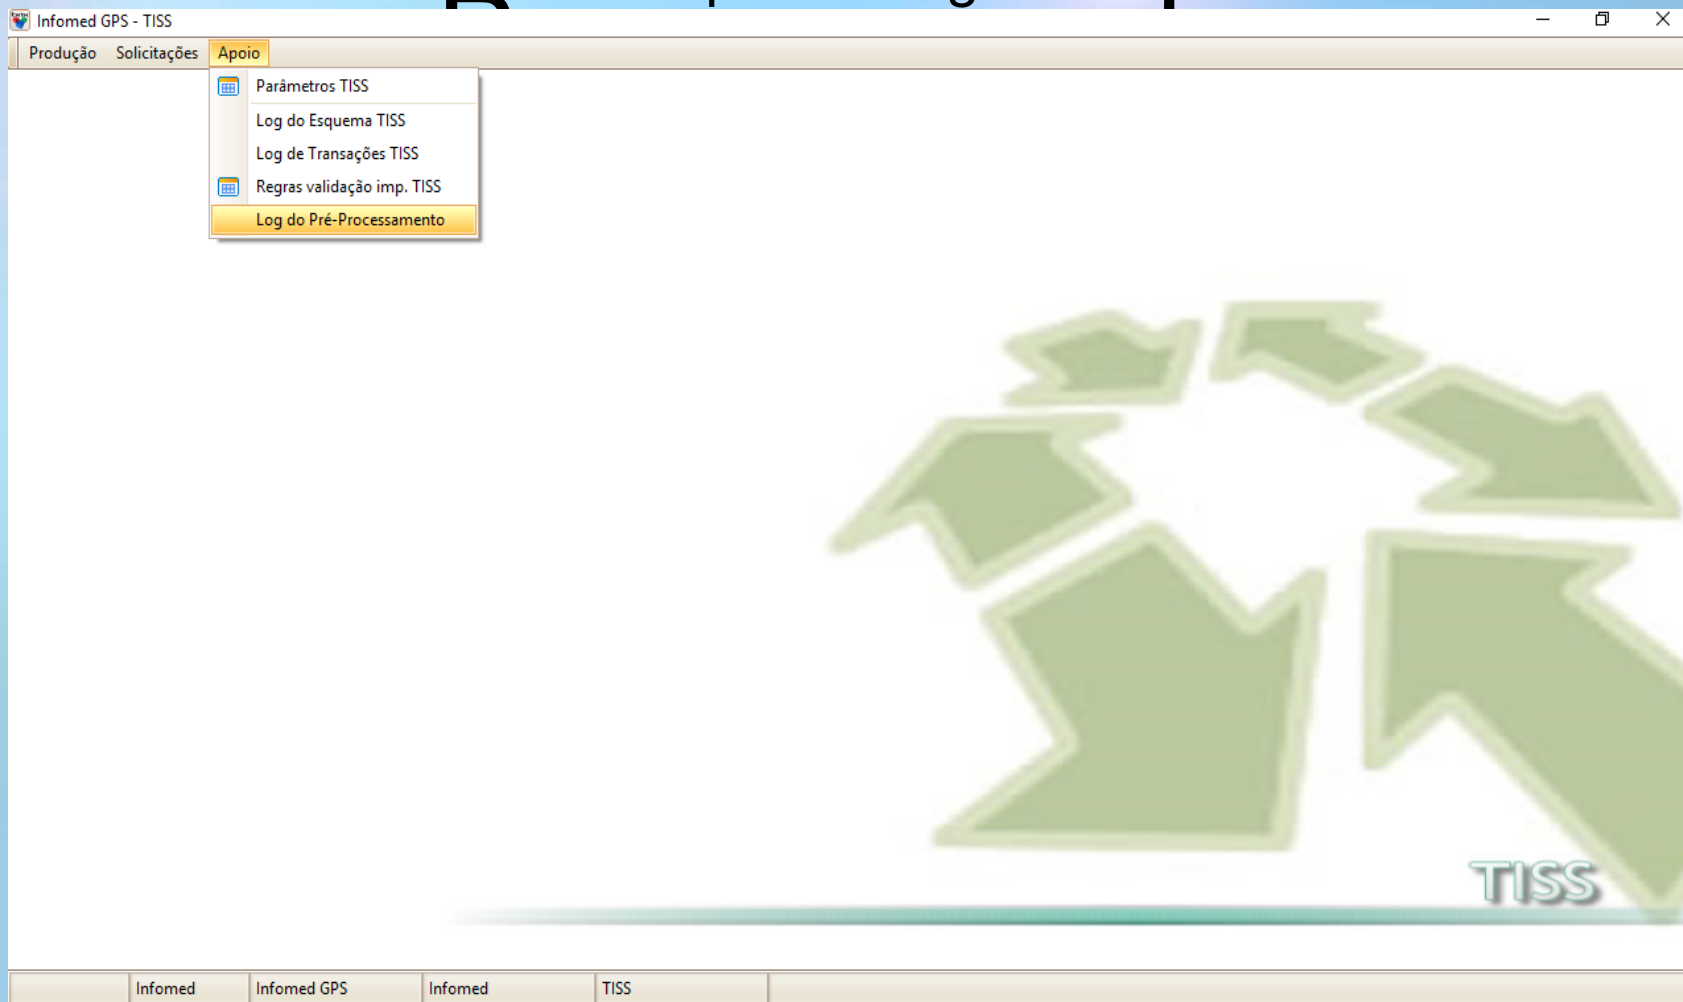 Infomed GPS - TISS
Produção Solicitações Apoio
Parâmetros TISS
Log do Esquema TISS
Log de Transações TISS
Regras validação imp. TISS
Log do Pré-Processamento
TISS
Infomed Infomed GPS Infomed TISS